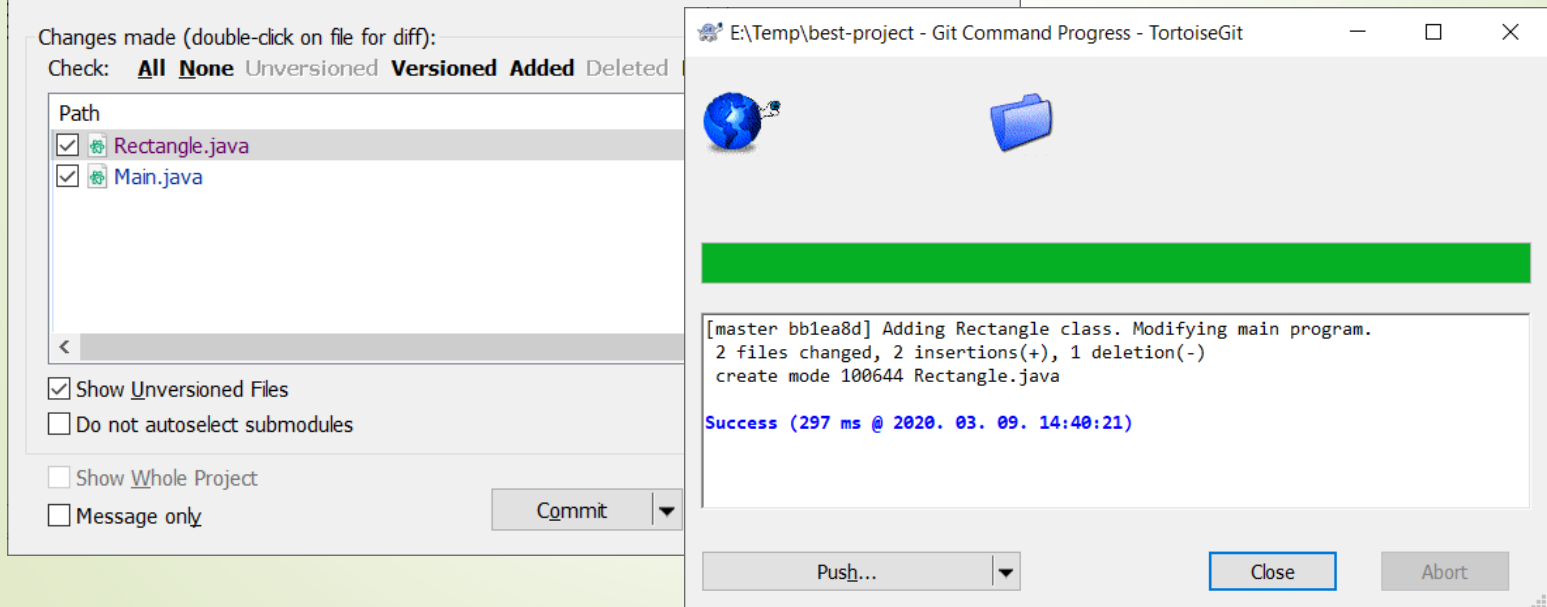 Changes made (double-click on file for diff):
Check: All None Unversioned Versioned Added Deleted
Path
Rectangle.java
Main.java
Show Unversioned Files
Do not autoselect submodules
Show Whole Project
Message only
Commit
E:\Temp\best-project - Git Command Progress - TortoiseGit
[master bb1ea8d] Adding Rectangle class. Modifying main program.
2 files changed, 2 insertions(+), 1 deletion(-)
create mode 100644 Rectangle.java
Success (297 ms @ 2020. 03. 09. 14:40:21)
Push...
Close
Abort